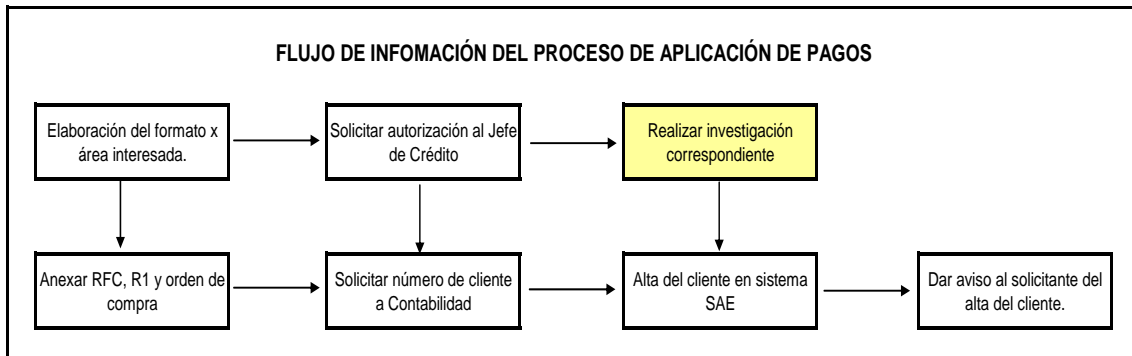 FLUJO DE INFOMACIÓN DEL PROCESO DE APLICACIÓN DE PAGOS
Elaboración del formato x
área interesada.
Solicitar autorización al Jefe
de Crédito
Realizar investigación
correspondiente
Anexar RFC, R1 y orden de
compra
Solicitar número de cliente
a Contabilidad
Alta del cliente en sistema
SAE
Dar aviso al solicitante del
alta del cliente.